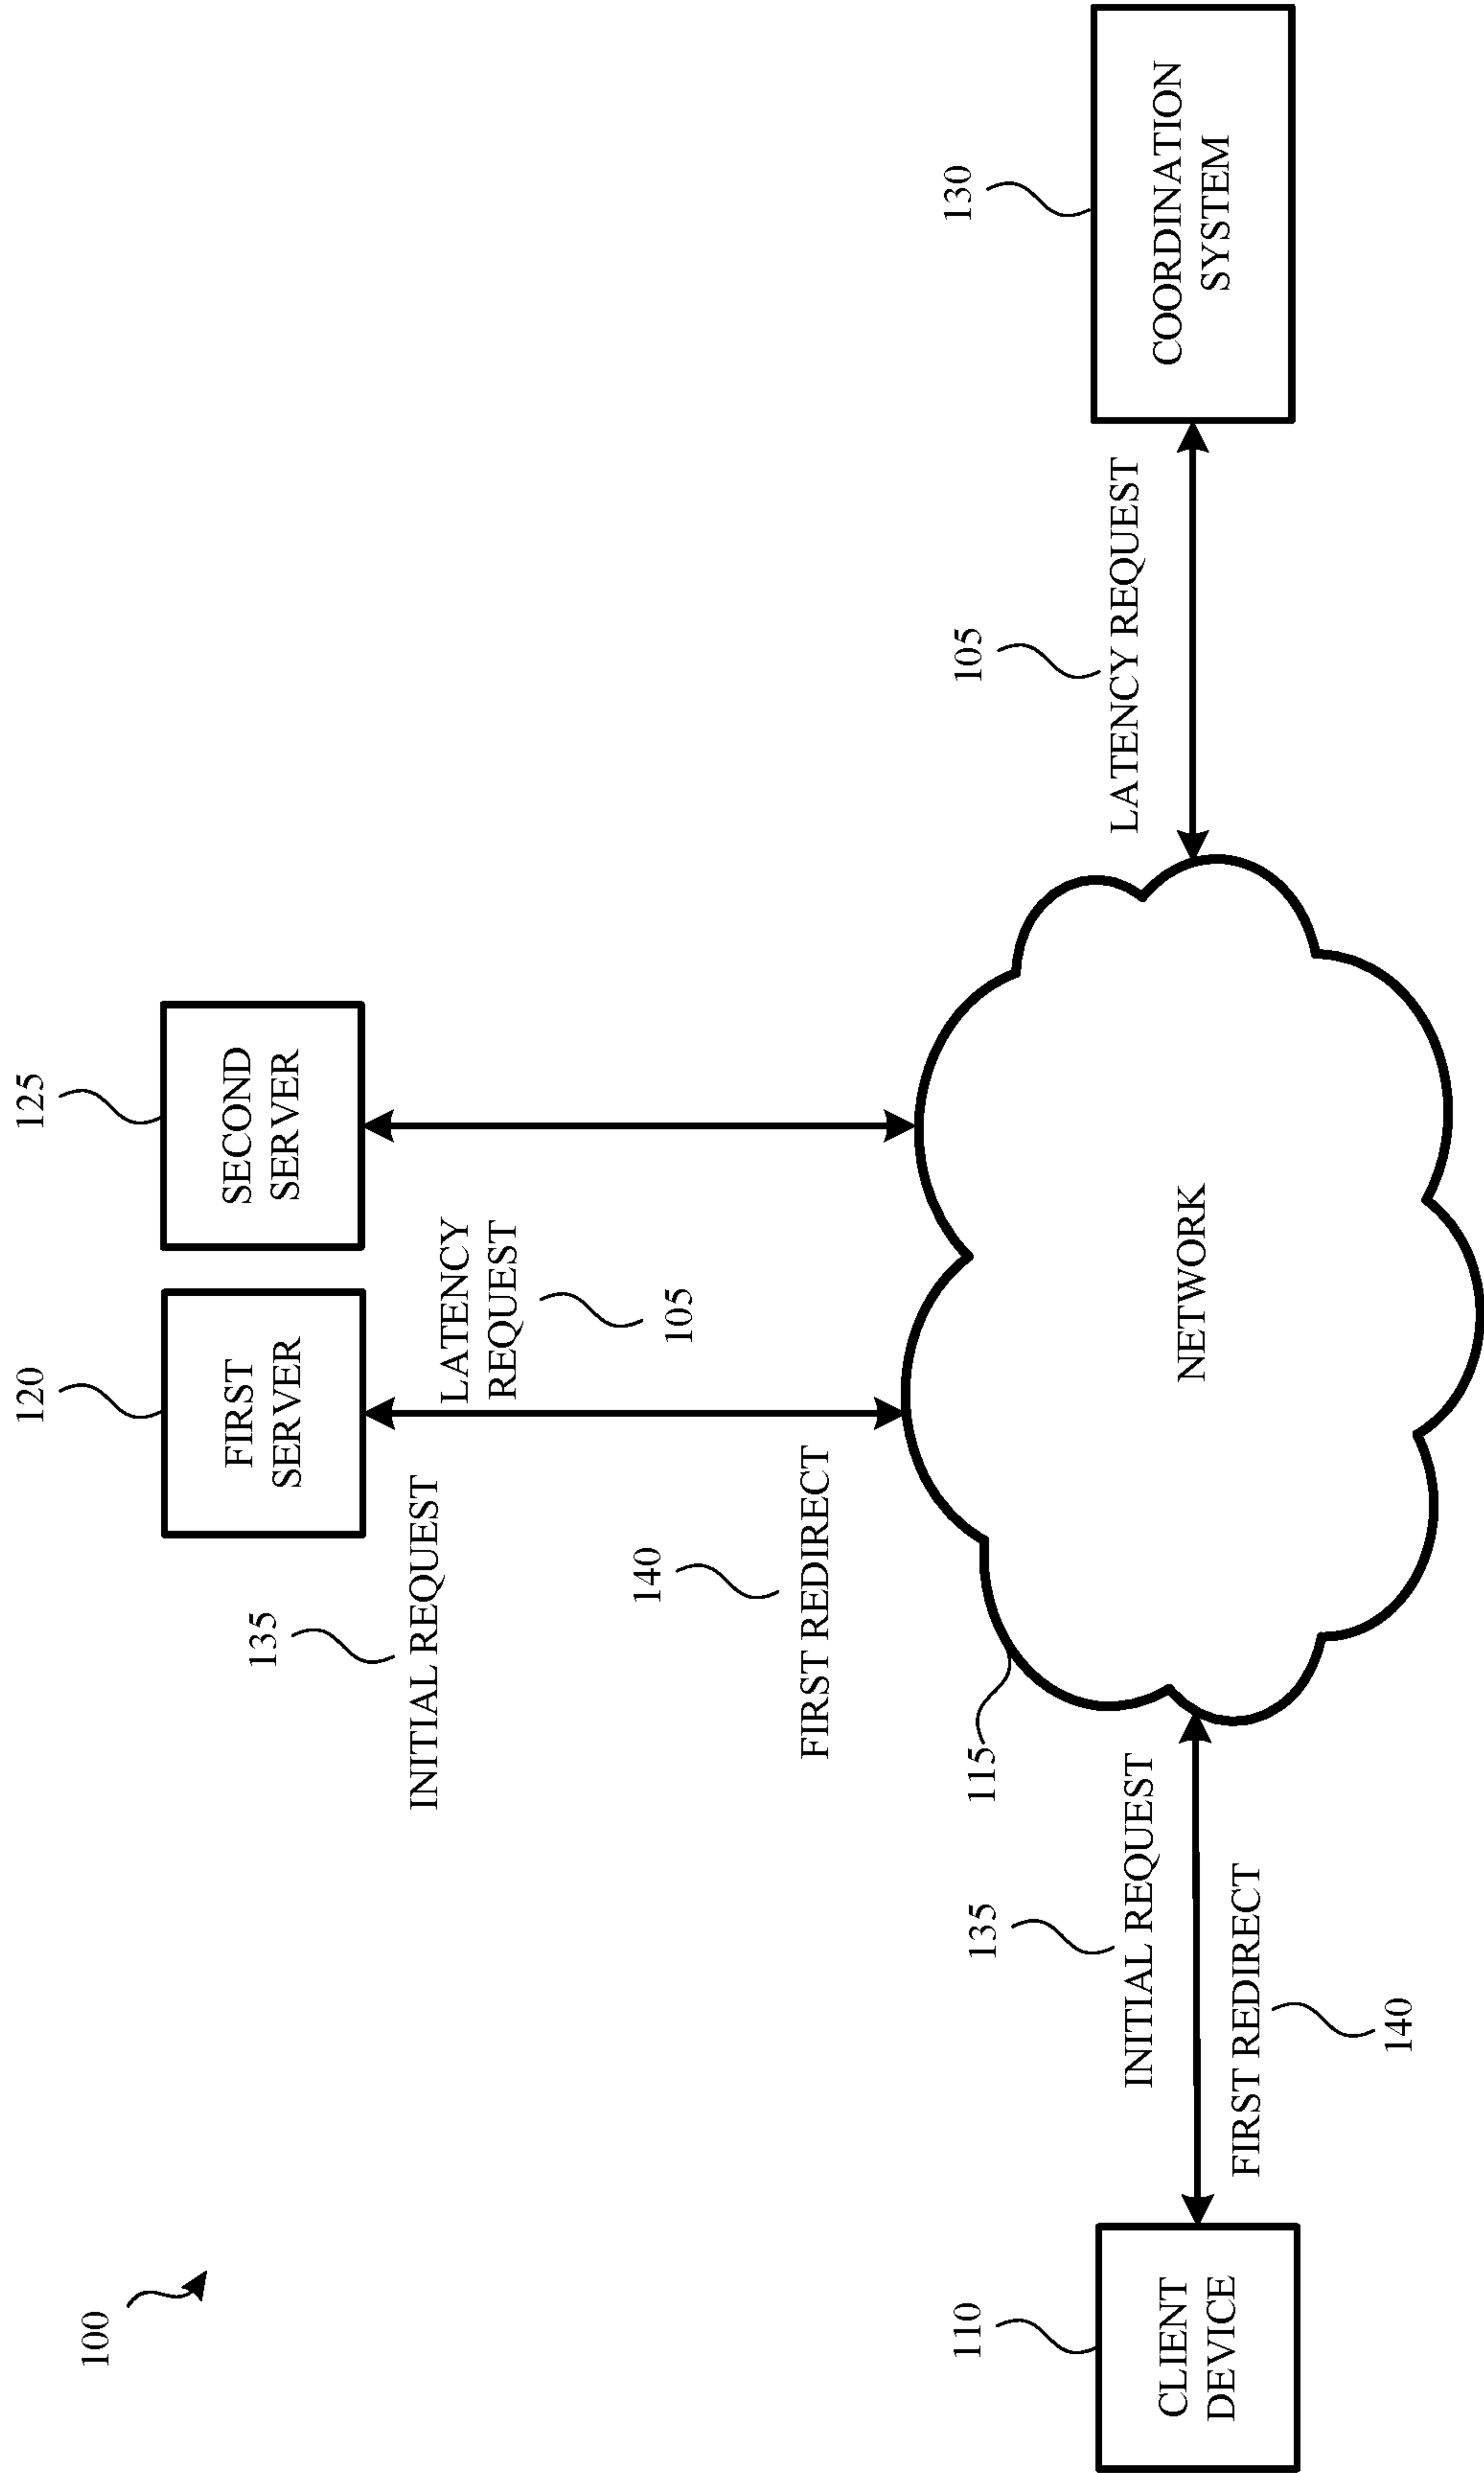 120
125
100
FIRST
SERVER
SECOND
SERVER
135
INITIAL REQUEST
LATENCY
REQUEST
140
105
FIRST REDIRECT
110
135
115
105
130
INITIAL REQUEST
LATENCY REQUEST
CLIENT
DEVICE
NETWORK
COORDINATION
SYSTEM
FIRST REDIRECT
140